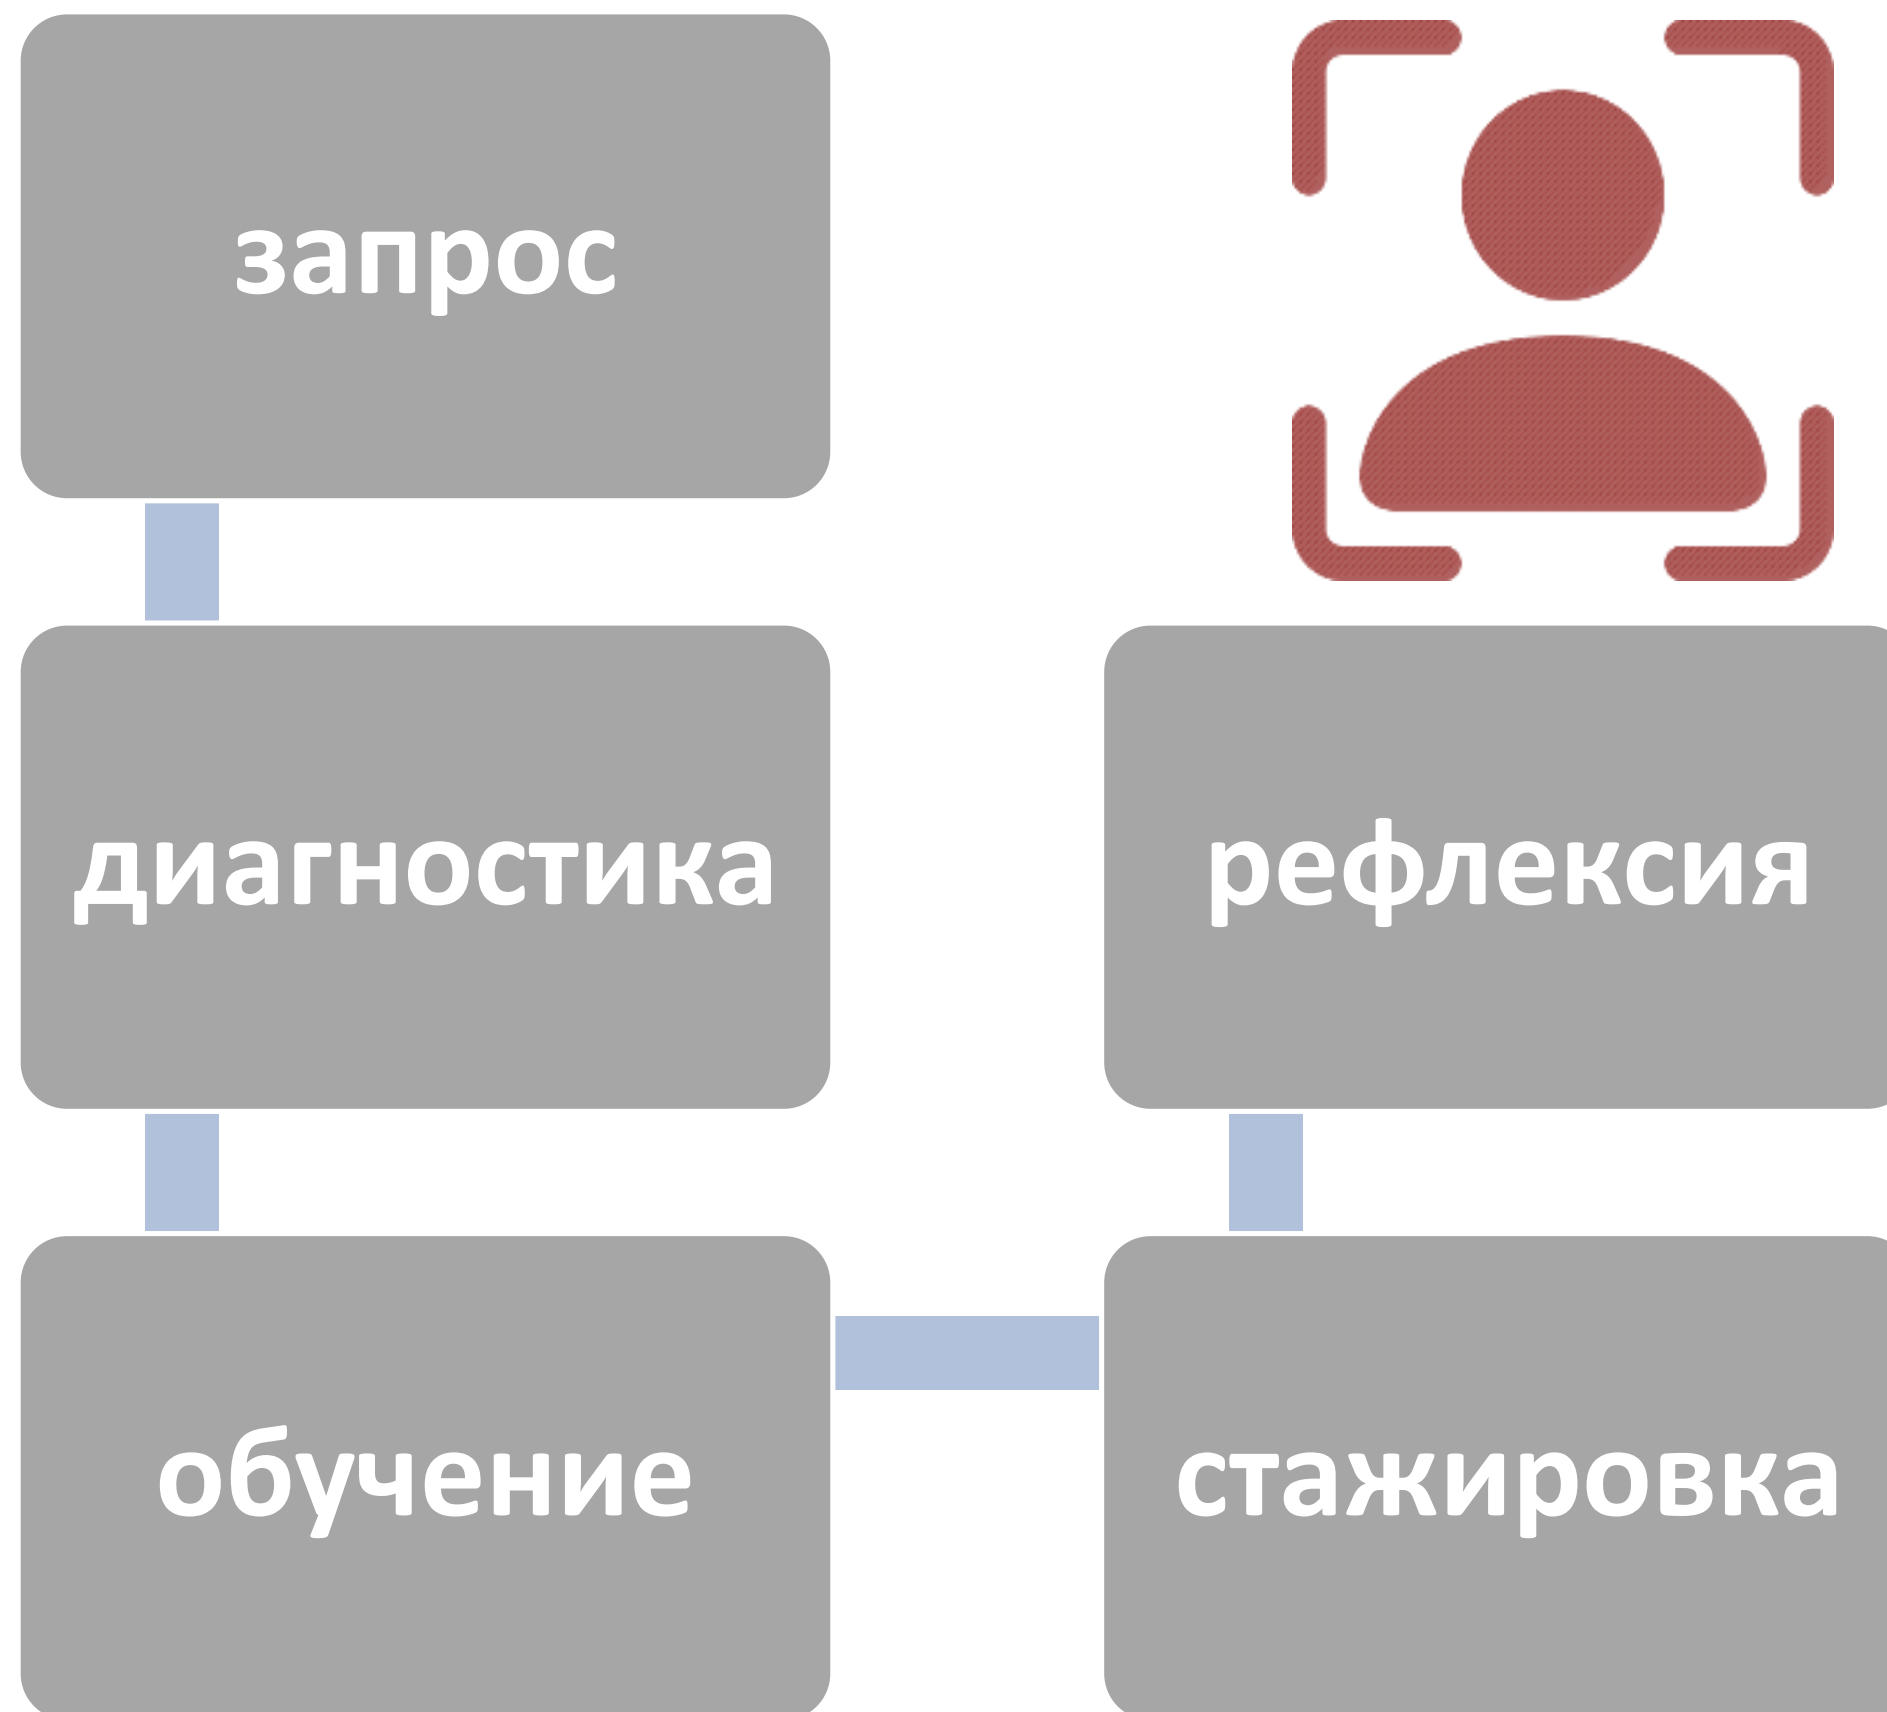 запрос
диагностика
обучение
стажировка
рефлексия